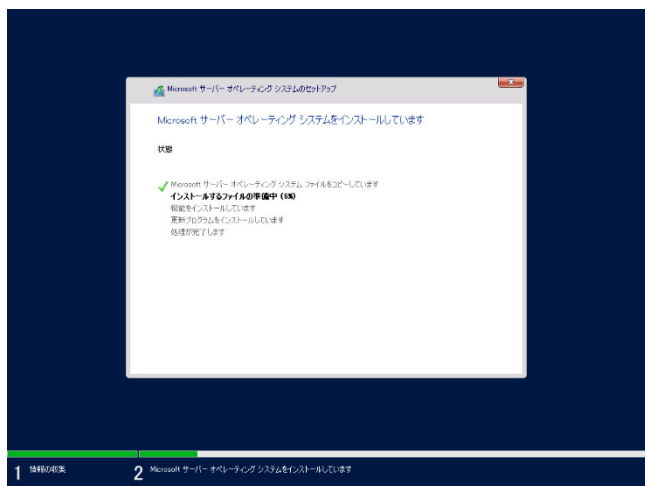 Microsoft サーバー オペレーティング システムのセットアップ
Microsoft サーバー オペレーティング システムをインストールしています
状態
Microsoft サーバー オペレーティング システム ファイルをコピーしています
インストールするファイルの準備中 (6%)
機能をインストールしています
更新プログラムをインストールしています
処理が完了します
1 情報の収集
2 Microsoft サーバー オペレーティング システムをインストールしています